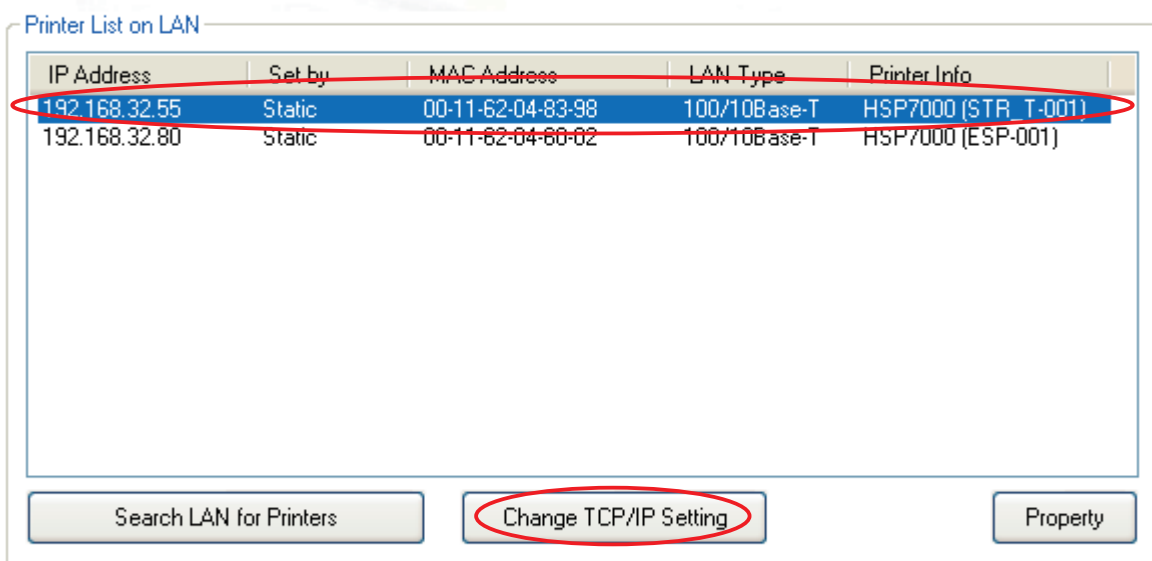 Printer List on LAN
IP Address Set by MAC Address LAN Type Printer Info
192.168.32.55 Static 00-11-62-04-83-98 100/10Base-T HSP7000 (STR_T-001)
192.168.32.80 Static 00-11-62-04-60-02 100/10Base-T HSP7000 (ESP-001)
Search LAN for Printers Change TCP/IP Setting Property